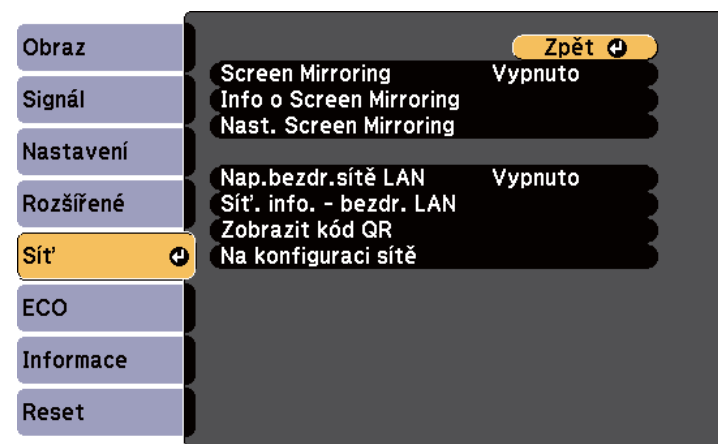 Obraz
Signál
Nastavení
Rozšířené
Síť
ECO
Informace
Reset
Zpět
Screen Mirroring Vypnuto
Info o Screen Mirroring
Nast. Screen Mirroring
Nap.bezdr.sítě LAN Vypnuto
Síť. info. - bezdr. LAN
Zobrazit kód QR
Na konfiguraci sítě